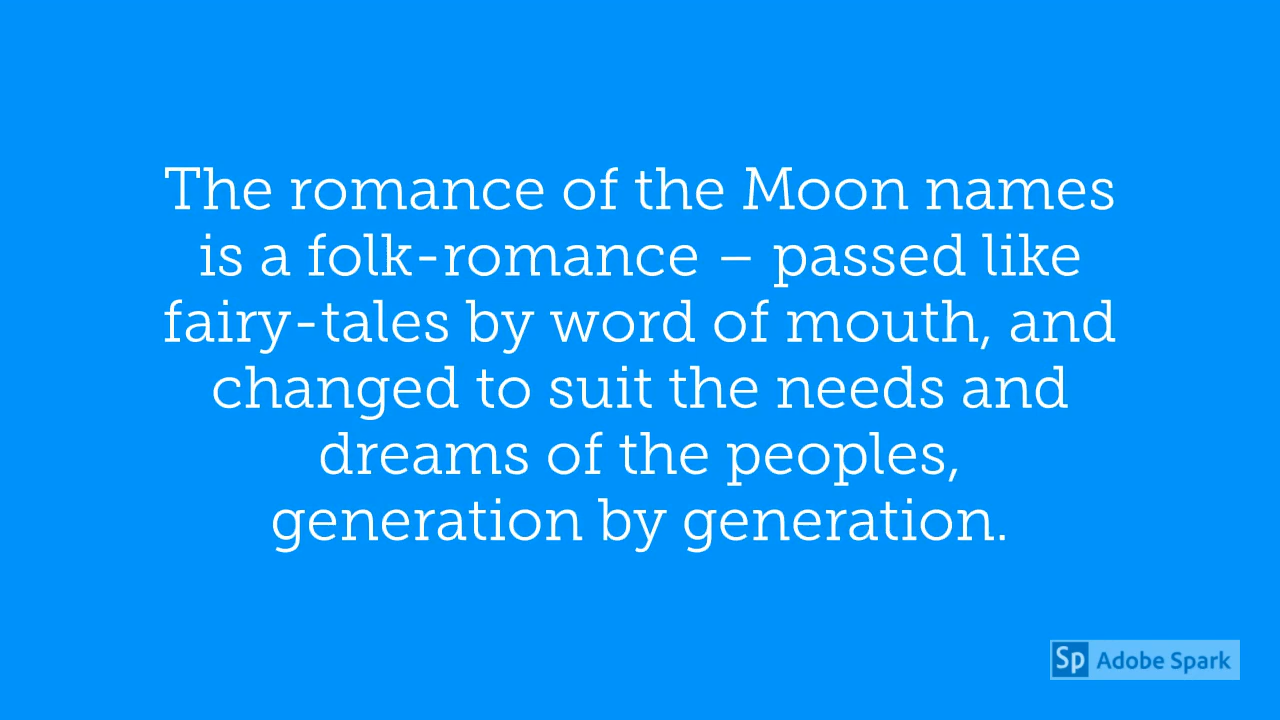 The romance of the Moon names
is a folk-romance – passed like
fairy-tales by word of mouth, and
changed to suit the needs and
dreams of the peoples,
generation by generation.
Sp Adobe Spark